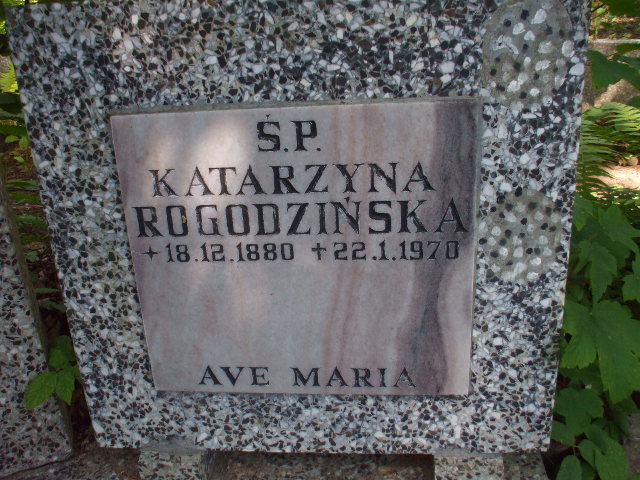 Ś.P.
KATARZYNA
ROGODZIŃSKA
+ 18.12.1880 ✝ 22.1.1970
AVE MARIA